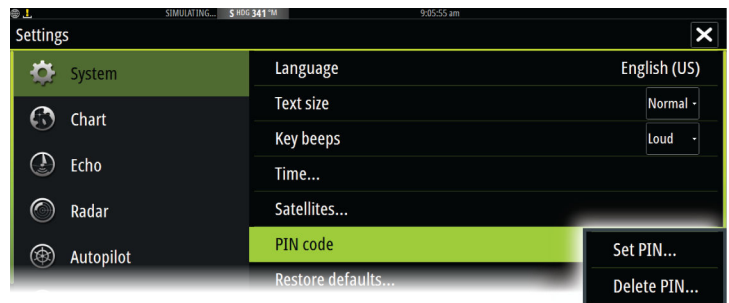 SIMULATING... S HDG 341 °M 9:05:55 am
Settings
System
Chart
Echo
Radar
Autopilot
Language English (US)
Text size Normal
Key beeps Loud
Time...
Satellites...
PIN code
Restore defaults...
Set PIN...
Delete PIN...